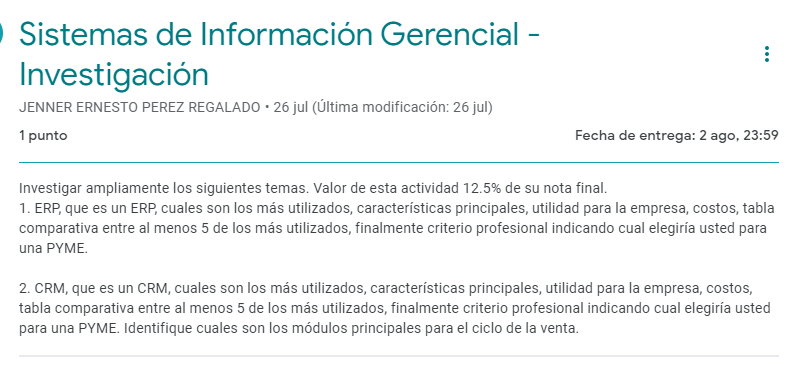 Sistemas de Información Gerencial -
Investigación
JENNER ERNESTO PEREZ REGALADO • 26 jul (Última modificación: 26 jul)
1 punto
Fecha de entrega: 2 ago, 23:59
Investigar ampliamente los siguientes temas. Valor de esta actividad 12.5% de su nota final.
1. ERP, que es un ERP, cuales son los más utilizados, características principales, utilidad para la empresa, costos, tabla
comparativa entre al menos 5 de los más utilizados, finalmente criterio profesional indicando cual elegiría usted para
una PYME.
2. CRM, que es un CRM, cuales son los más utilizados, características principales, utilidad para la empresa, costos,
tabla comparativa entre al menos 5 de los más utilizados, finalmente criterio profesional indicando cual elegiría usted
para una PYME. Identifique cuales son los módulos principales para el ciclo de la venta.